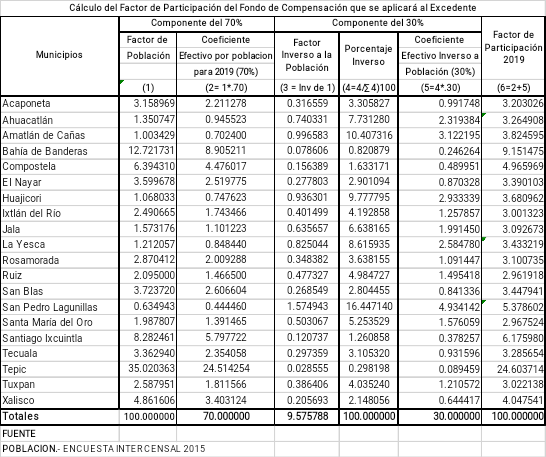 Cálculo del Factor de Participación del Fondo de Compensación que se aplicará al Excedente
Componente del 70% Componente del 30%
Municipios
Factor de Población
Coeficiente Efectivo por poblacion para 2019 (70%)
Factor Inverso a la Población
Porcentaje Inverso
Coeficiente Efectivo Inverso a Población (30%)
Factor de Participación 2019
(1) (2= 1*.70) (3 = Inv de 1) (4=4/∑4)100 (5=4*.30) (6=2+5)
Acaponeta 3.158969 2.211278 0.316559 3.305827 0.991748 3.203026
Ahuacatlán 1.350747 0.945523 0.740331 7.731280 2.319384 3.264908
Amatlán de Cañas 1.003429 0.702400 0.996583 10.407316 3.122195 3.824595
Bahía de Banderas 12.721731 8.905211 0.078606 0.820879 0.246264 9.151475
Compostela 6.394310 4.476017 0.156389 1.633171 0.489951 4.965969
El Nayar 3.599678 2.519775 0.277803 2.901094 0.870328 3.390103
Huajicori 1.068033 0.747623 0.936301 9.777795 2.933339 3.680962
Ixtlán del Río 2.490665 1.743466 0.401499 4.192858 1.257857 3.001323
Jala 1.573176 1.101223 0.635657 6.638165 1.991450 3.092673
La Yesca 1.212057 0.848440 0.825044 8.615935 2.584780 3.433219
Rosamorada 2.870412 2.009288 0.348382 3.638155 1.091447 3.100735
Ruiz 2.095000 1.466500 0.477327 4.984727 1.495418 2.961918
San Blas 3.723720 2.606604 0.268549 2.804455 0.841336 3.447941
San Pedro Lagunillas 0.634943 0.444460 1.574943 16.447140 4.934142 5.378602
Santa María del Oro 1.987807 1.391465 0.503067 5.253529 1.576059 2.967524
Santiago Ixcuintla 8.282461 5.797722 0.120737 1.260858 0.378257 6.175980
Tecuala 3.362940 2.354058 0.297359 3.105320 0.931596 3.285654
Tepic 35.020363 24.514254 0.028555 0.298198 0.089459 24.603714
Tuxpan 2.587951 1.811566 0.386406 4.035240 1.210572 3.022138
Xalisco 4.861606 3.403124 0.205693 2.148056 0.644417 4.047541
Totales 100.000000 70.000000 9.575788 100.000000 30.000000 100.000000
FUENTE
POBLACION.- ENCUESTA INTERCENSAL 2015